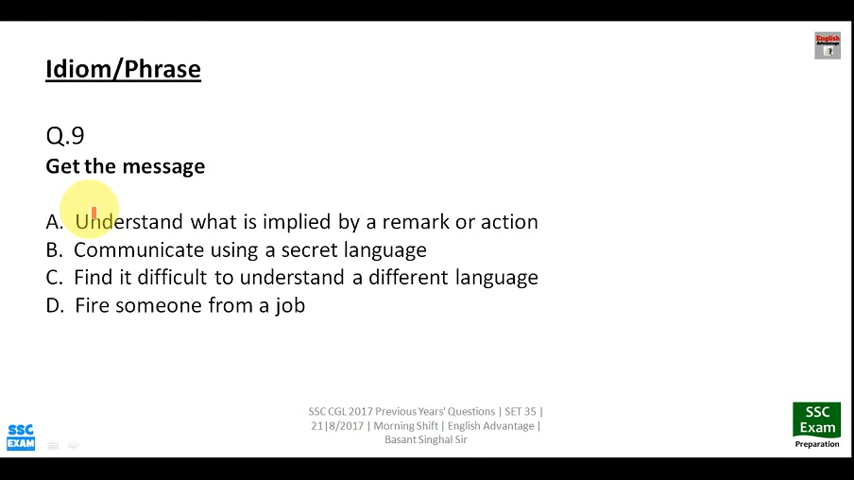 English
Advantage
Idiom/Phrase
Q.9
Get the message
A. Understand what is implied by a remark or action
B. Communicate using a secret language
C. Find it difficult to understand a different language
D. Fire someone from a job
SSC CGL 2017 Previous Years' Questions | SET 35 |
21|8/2017 | Morning Shift | English Advantage |
Basant Singhal Sir
SSC
EXAM
SSC
Exam
Preparation